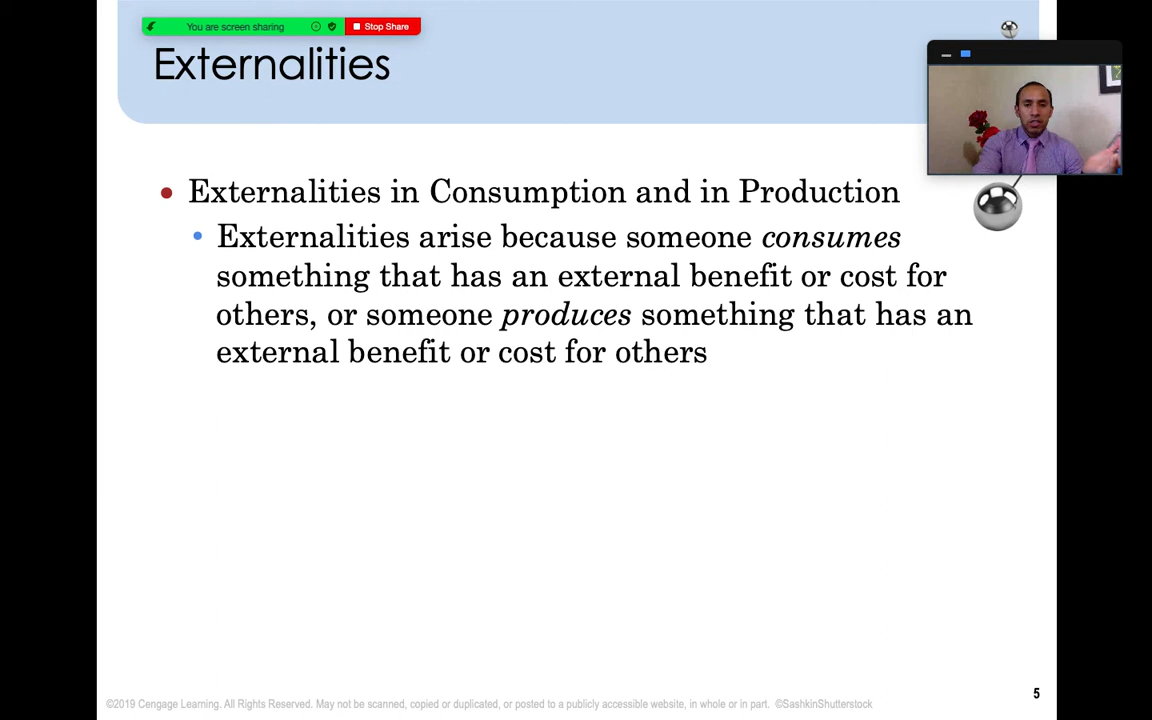 You are screen sharing
Stop Share
Externalities
Externalities in Consumption and in Production
Externalities arise because someone consumes
something that has an external benefit or cost for
others, or someone produces something that has an
external benefit or cost for others
5
©2019 Cengage Learning. All Rights Reserved. May not be scanned, copied or duplicated, or posted to a publicly accessible website, in whole or in part. ©SashkinShutterstock